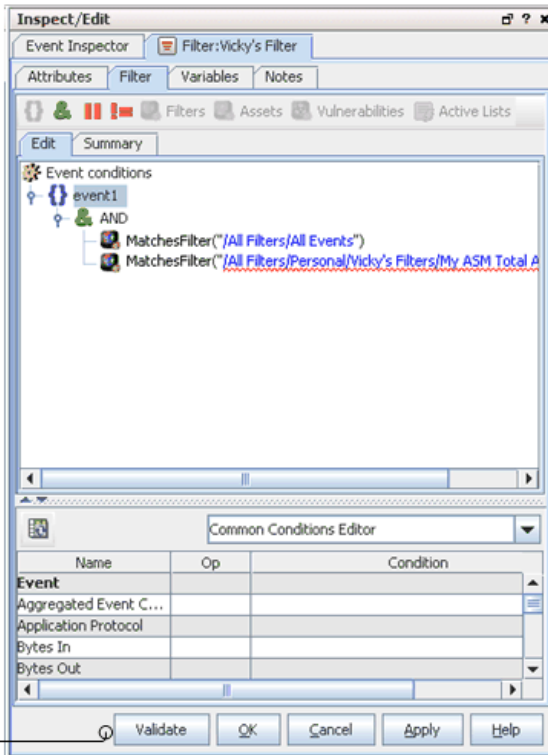 Inspect/Edit
Event Inspector Filter:Vicky's Filter
Attributes Filter Variables Notes
Filters Assets Vulnerabilities Active Lists
Edit Summary
Event conditions
event1
AND
MatchesFilter("/All Filters/All Events")
MatchesFilter("/All Filters/Personal/Vicky's Filters/My ASM Total A
Common Conditions Editor
Name Op Condition
Event
Aggregated Event C...
Application Protocol
Bytes In
Bytes Out
Validate OK Cancel Apply Help